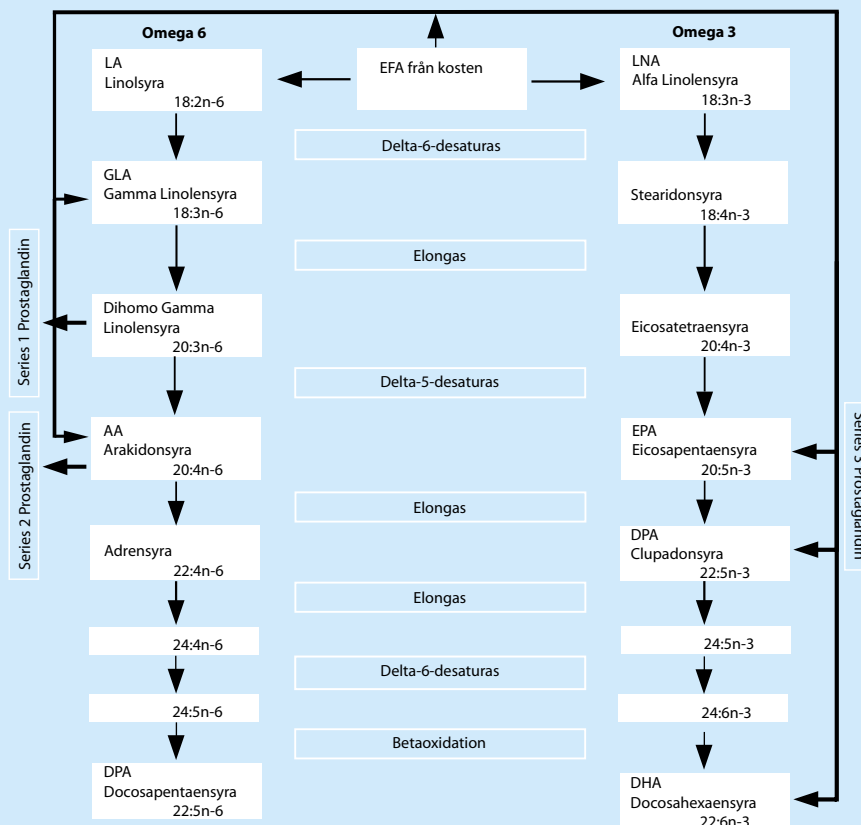 Omega 6
Omega 3
LA
Linolsyra
18:2n-6
EFA från kosten
LNA
Alfa Linolensyra
18:3n-3
Delta-6-desaturas
GLA
Gamma Linolensyra
18:3n-6
Stearidonsyra
18:4n-3
Elongas
Series 1 Prostaglandin
Dihomo Gamma
Linolensyra
20:3n-6
Eicosatetraensyra
20:4n-3
Delta-5-desaturas
Series 2 Prostaglandin
AA
Arakidonsyra
20:4n-6
EPA
Eicosapentaensyra
20:5n-3
Series 3 Prostaglandin
Elongas
Adrensyra
22:4n-6
DPA
Clupadonsyra
22:5n-3
Elongas
24:4n-6
24:5n-3
Delta-6-desaturas
24:5n-6
24:6n-3
Betaoxidation
DPA
Docosapentaensyra
22:5n-6
DHA
Docosahexaensyra
22:6n-3